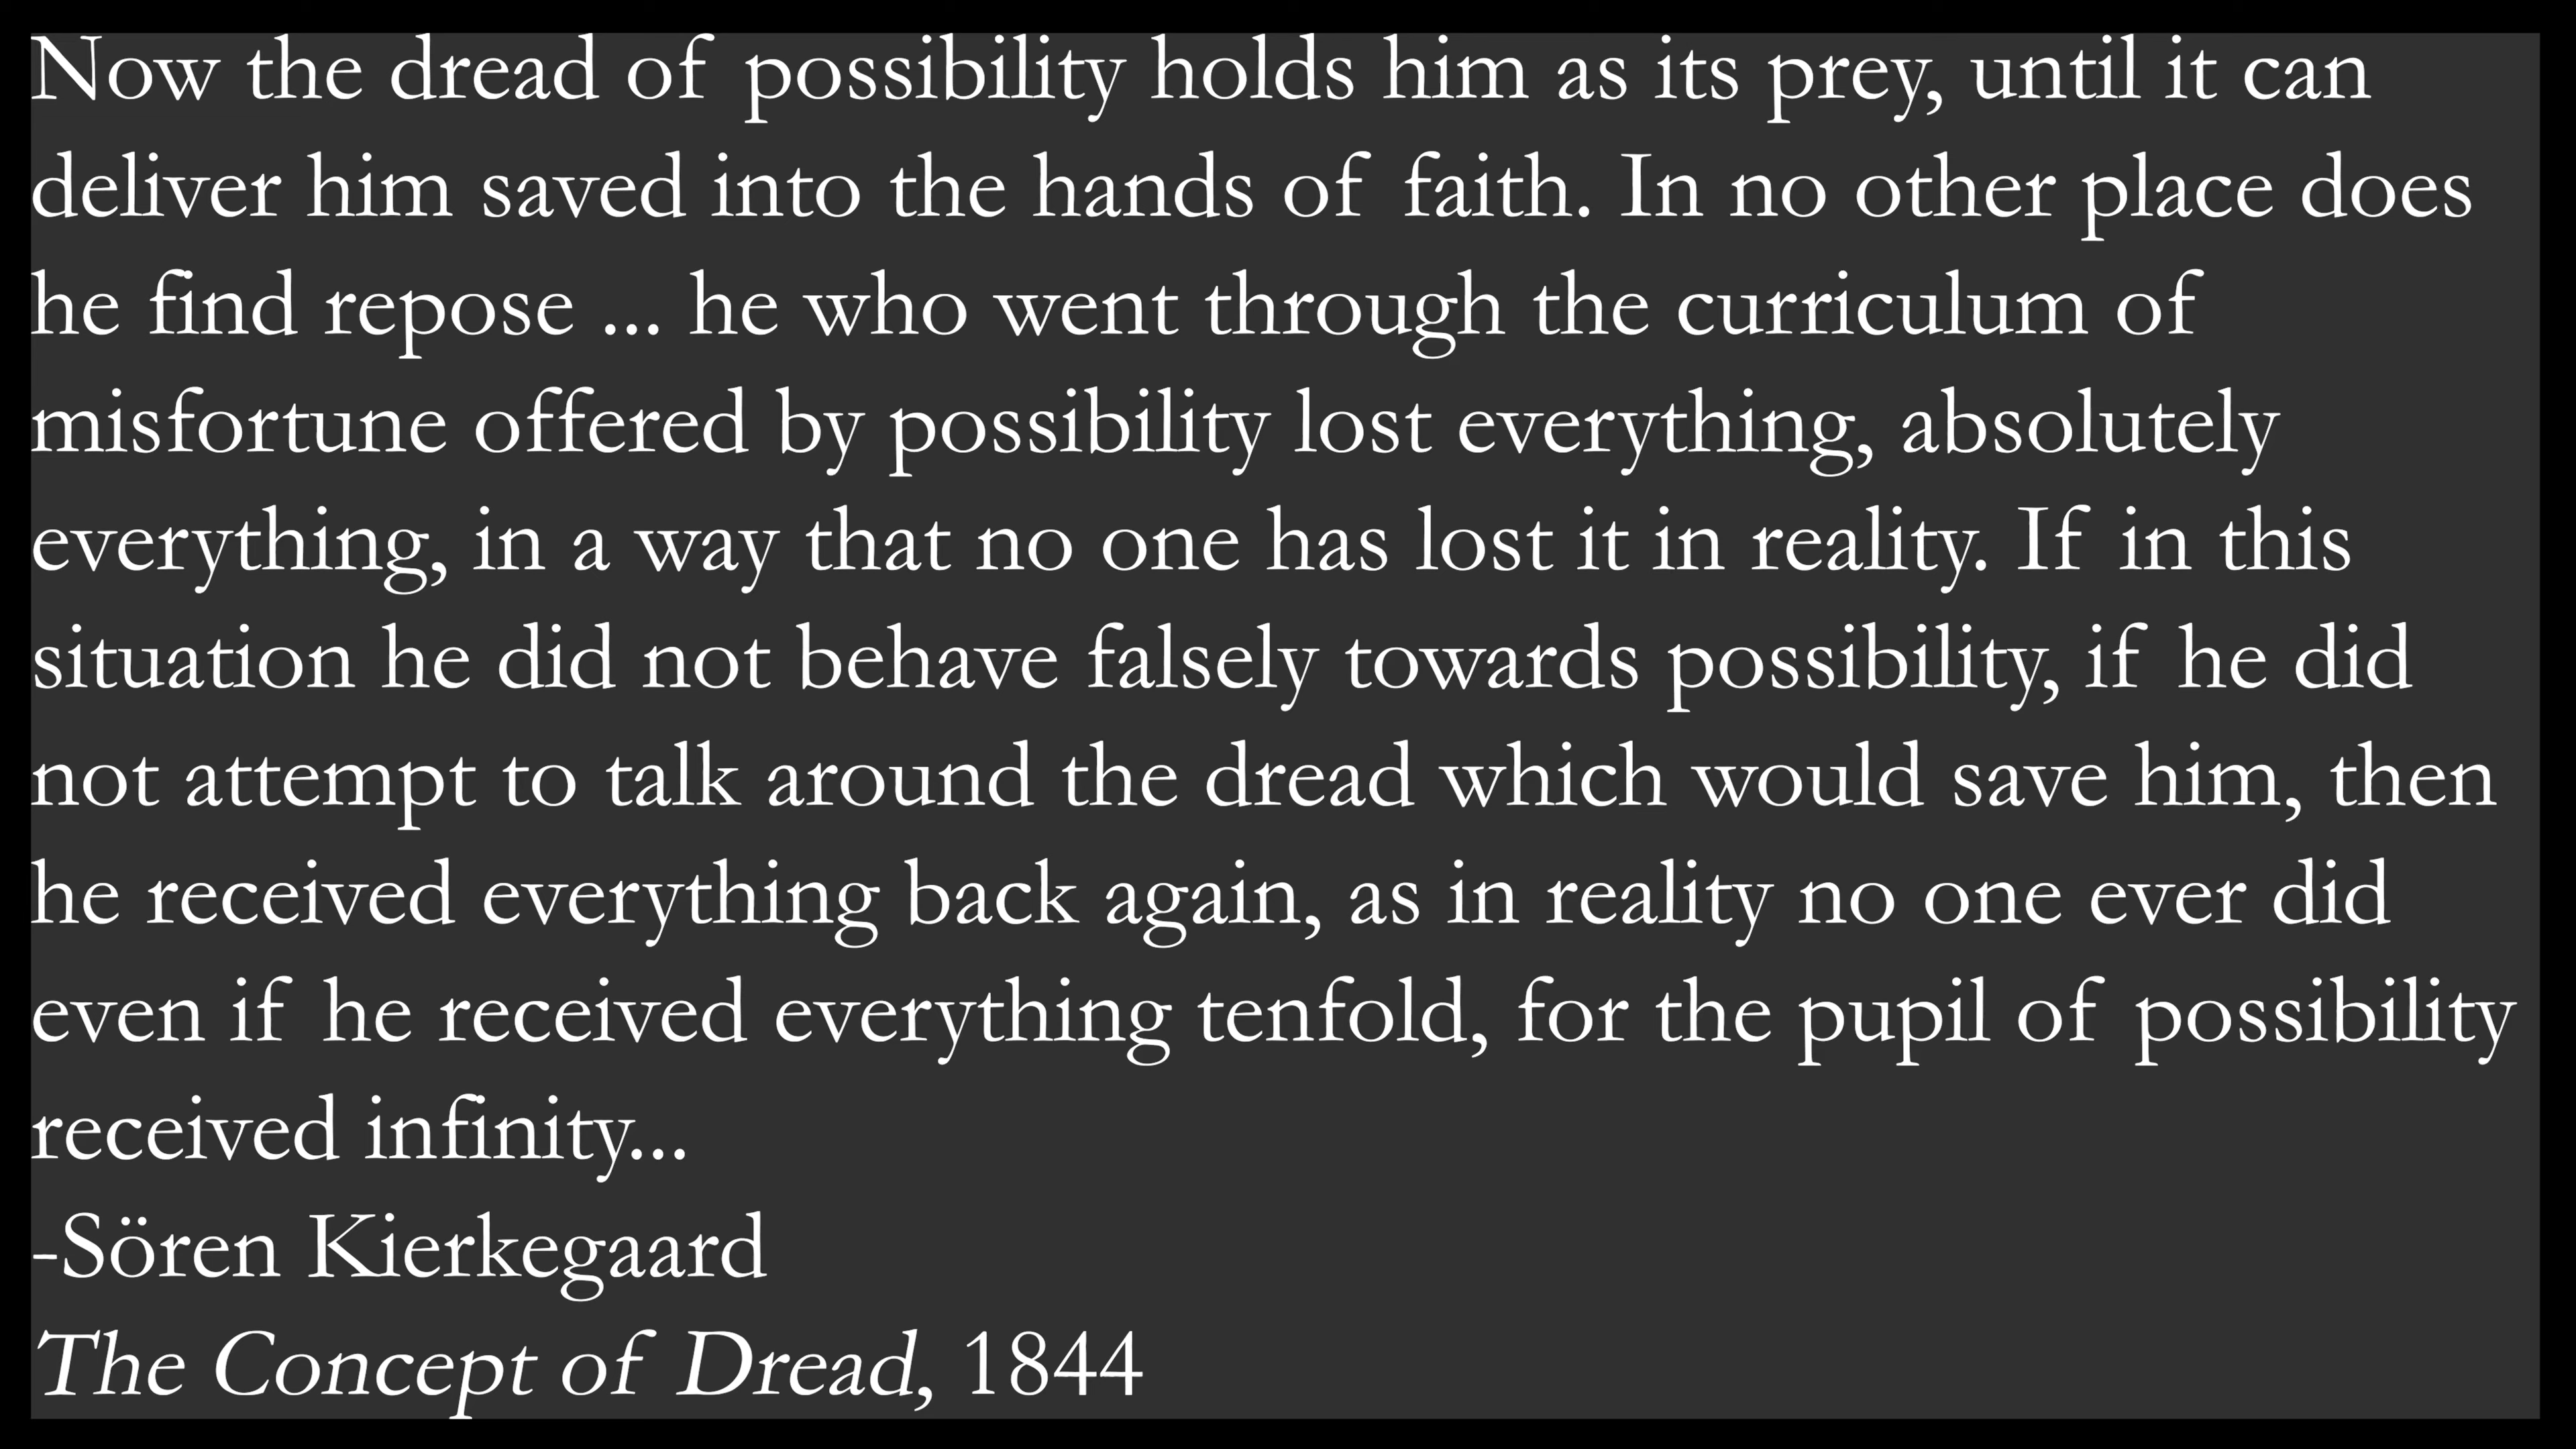 Now the dread of possibility holds him as its prey, until it can
deliver him saved into the hands of faith. In no other place does
he find repose ... he who went through the curriculum of
misfortune offered by possibility lost everything, absolutely
everything, in a way that no one has lost it in reality. If in this
situation he did not behave falsely towards possibility, if he did
not attempt to talk around the dread which would save him, then
he received everything back again, as in reality no one ever did
even if he received everything tenfold, for the pupil of possibility
received infinity...
-Sören Kierkegaard
The Concept of Dread, 1844